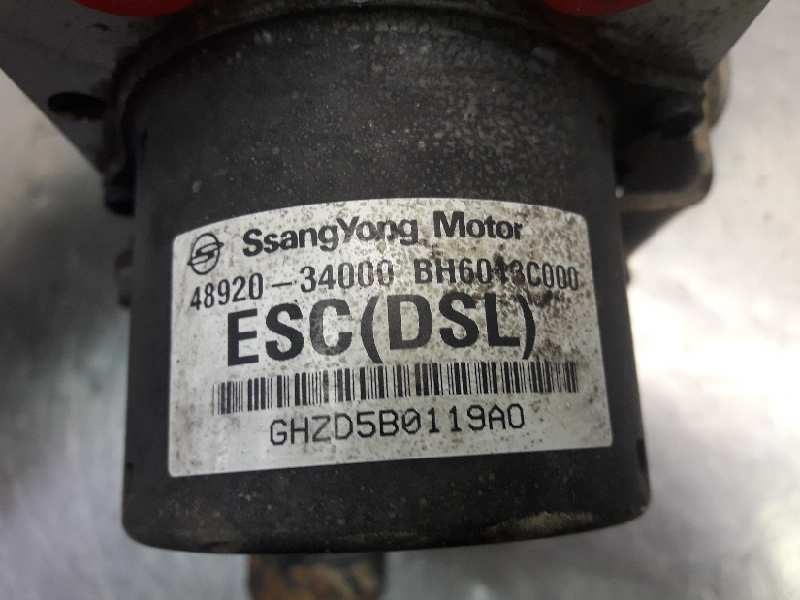 SsangYong Motor
48920-34000 BH6013C000
ESC(DSL)
GHZD5B0119A0